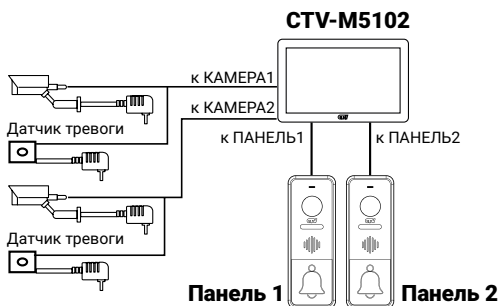 CTV-M5102
к КАМЕРА1
к КАМЕРА2
Датчик тревоги
к ПАНЕЛЬ1
к ПАНЕЛЬ2
Датчик тревоги
Панель 1
Панель 2